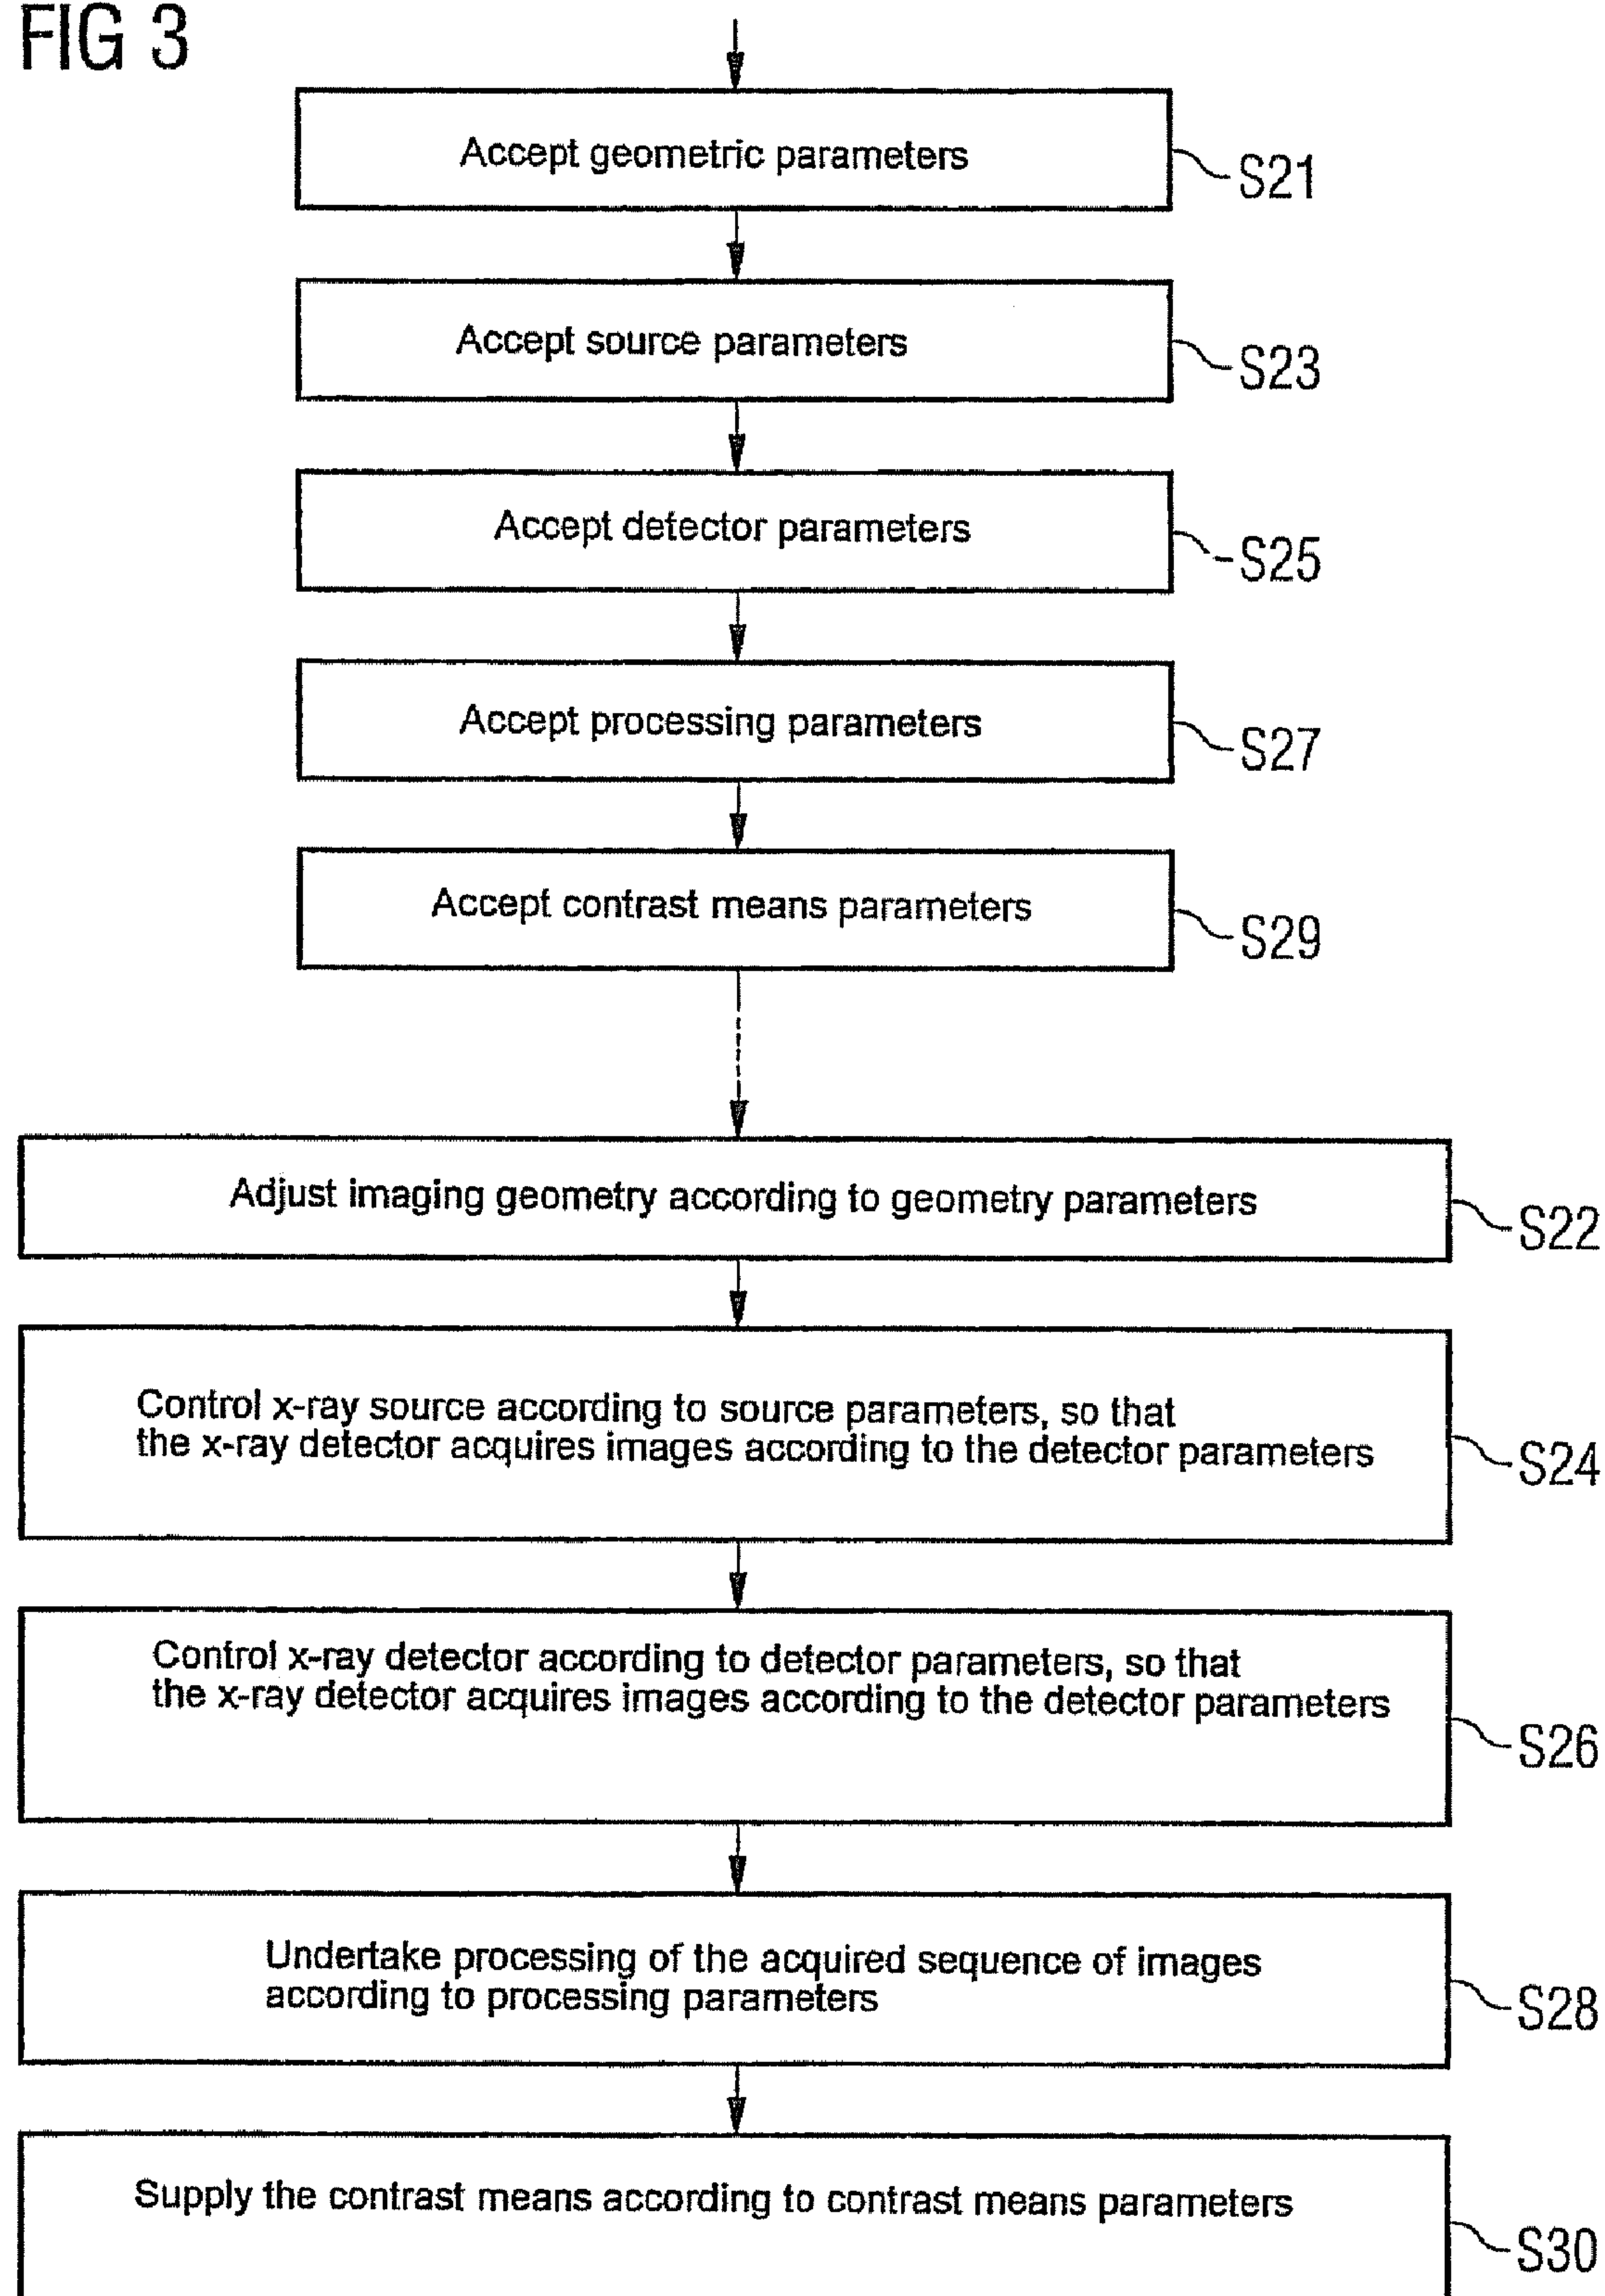 FIG 3
Accept geometric parameters
S21
Accept source parameters
S23
Accept detector parameters
S25
Accept processing parameters
S27
Accept contrast means parameters
S29
Adjust imaging geometry according to geometry parameters
S22
Control x-ray source according to source parameters, so that
the x-ray detector acquires images according to the detector parameters
S24
Control x-ray detector according to detector parameters, so that
the x-ray detector acquires images according to the detector parameters
S26
Undertake processing of the acquired sequence of images
according to processing parameters
S28
Supply the contrast means according to contrast means parameters
S30